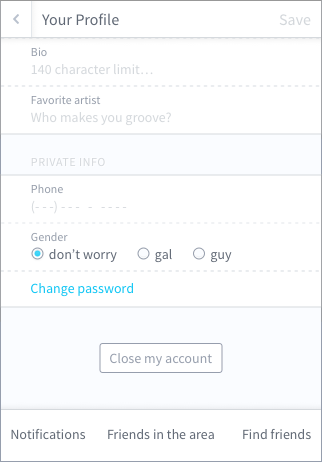 Your Profile Save
Bio
140 character limit...
Favorite artist
Who makes you groove?
PRIVATE INFO
Phone
(---) --- - ----
Gender
don't worry gal guy
Change password
Close my account
Notifications Friends in the area Find friends